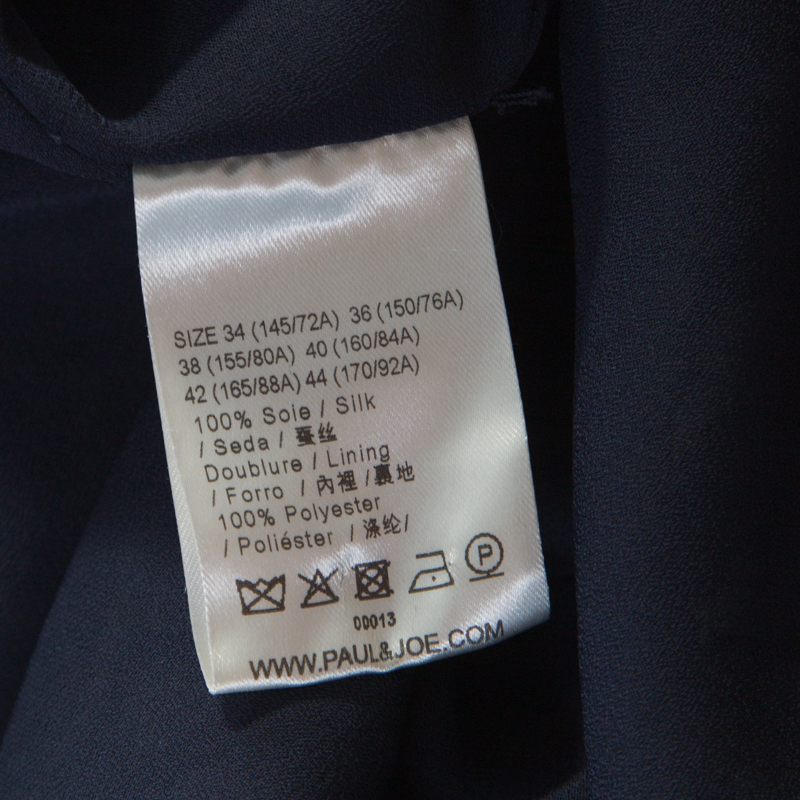 SIZE 34 (145/72A) 36 (150/76A)
38 (155/80A) 40 (160/84A)
42 (165/88A) 44 (170/92A)
100% Soie / Silk
/ Seda / 蚕丝
Doublure / Lining
/ Forro / 內裡 /裏地
100% Polyester
/ Poliéster / 涤纶/
P
00013
WWW.PAUL&JOE.COM